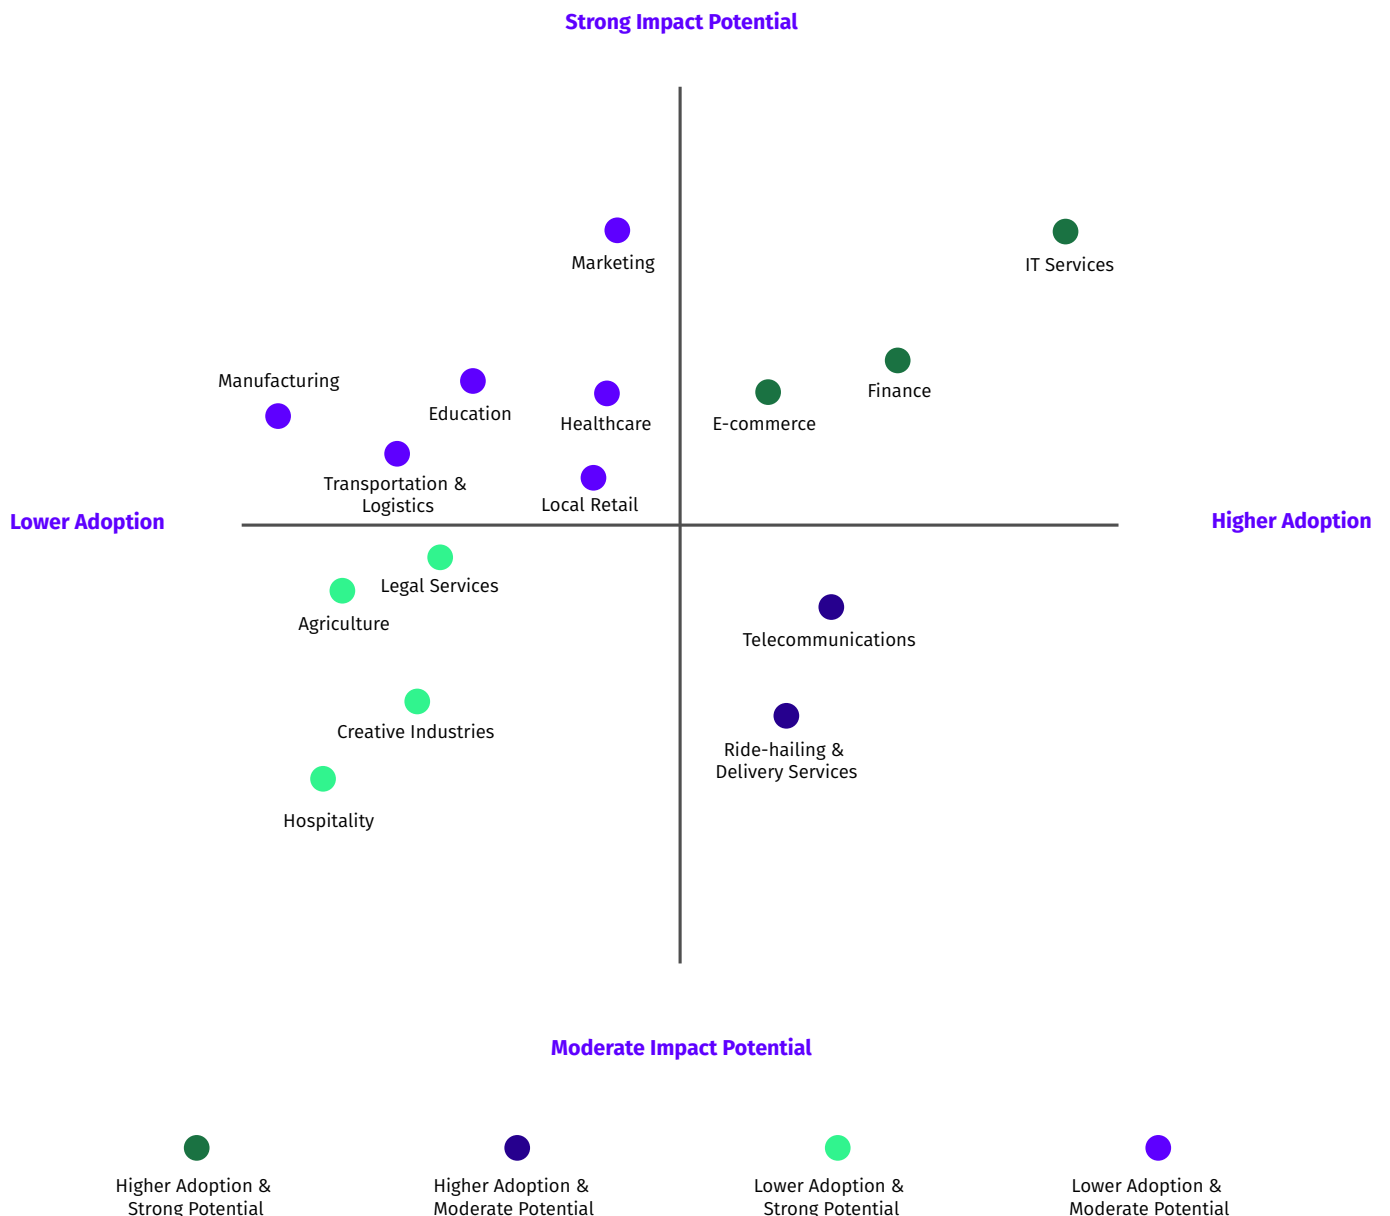 Strong Impact Potential
Marketing
IT Services
Manufacturing
Education
Healthcare
E-commerce
Finance
Transportation &
Logistics
Local Retail
Lower Adoption
Higher Adoption
Legal Services
Agriculture
Telecommunications
Creative Industries
Ride-hailing &
Delivery Services
Hospitality
Moderate Impact Potential
Higher Adoption &
Strong Potential
Higher Adoption &
Moderate Potential
Lower Adoption &
Strong Potential
Lower Adoption &
Moderate Potential